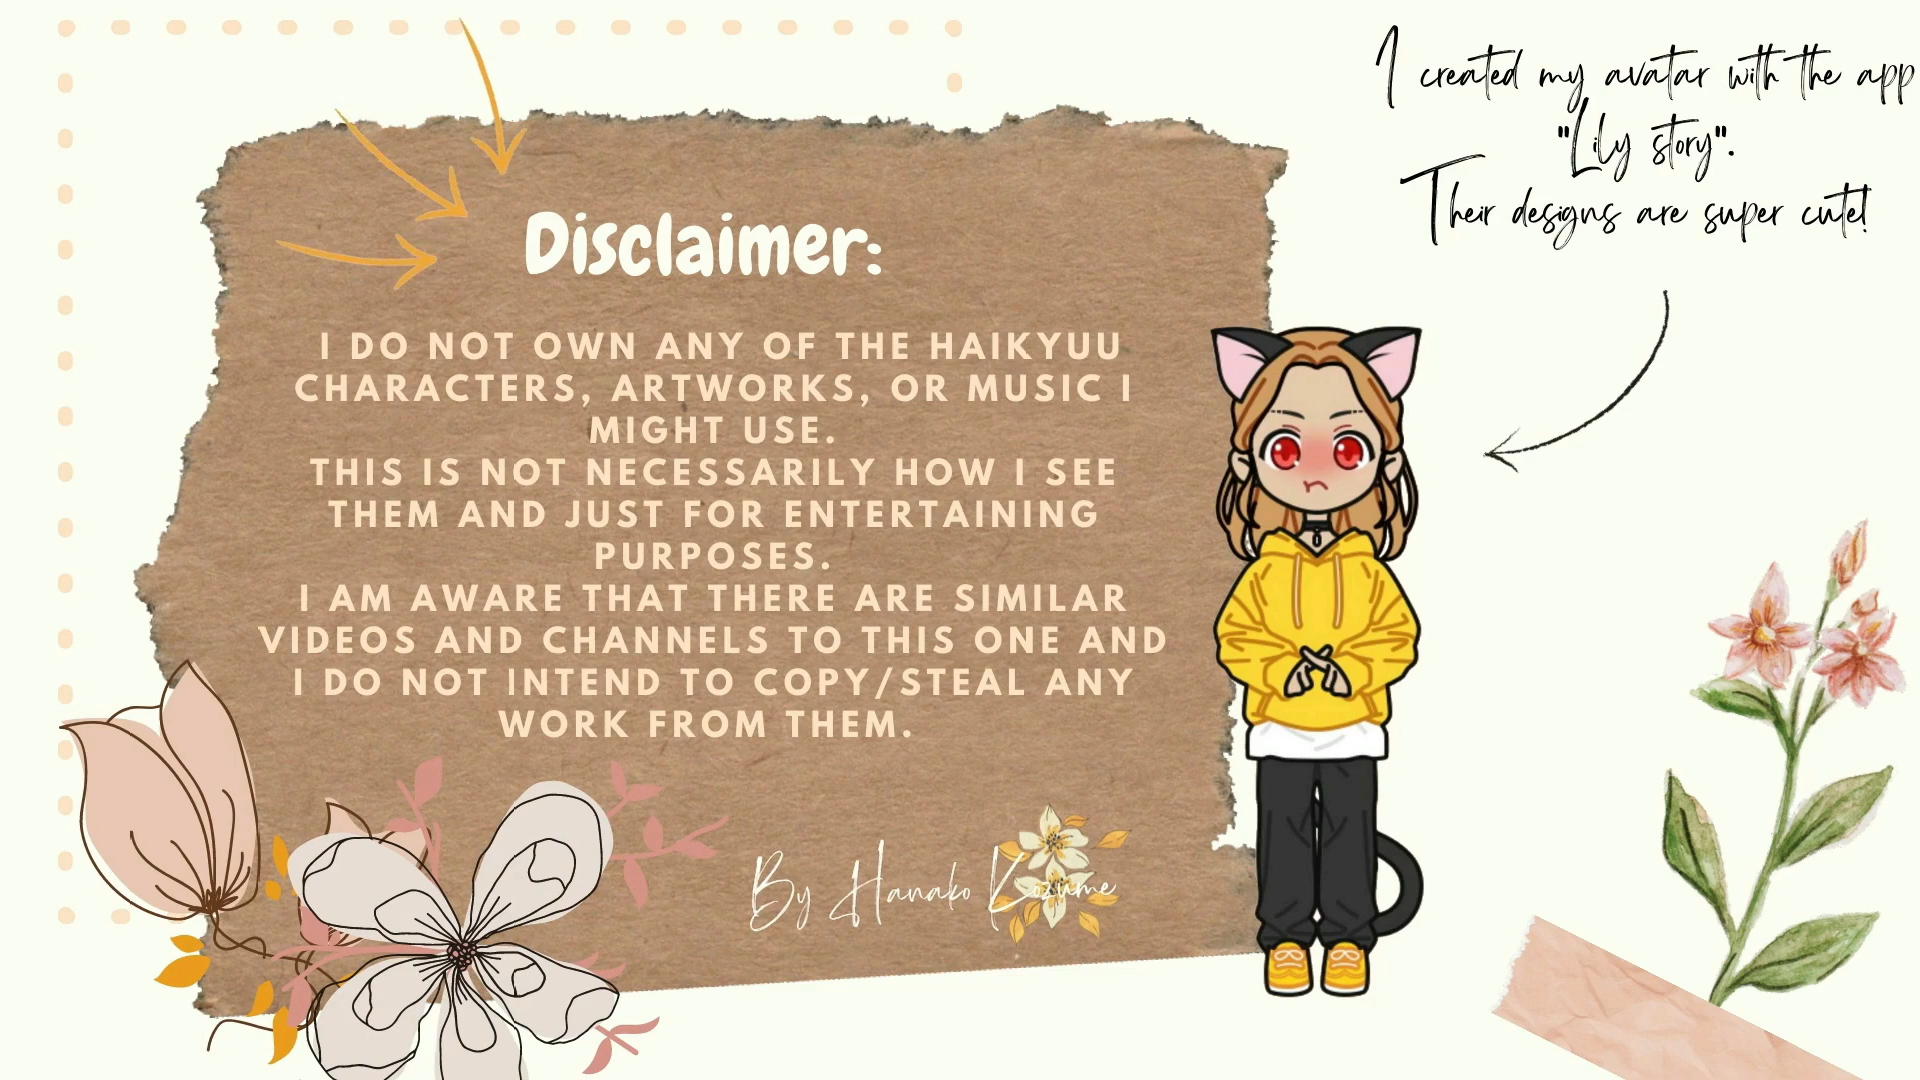 I created my avatar with the app
"Lily story".
Their designs are super cute!
Disclaimer:
I DO NOT OWN ANY OF THE HAIKYUU
CHARACTERS, ARTWORKS, OR MUSIC I
MIGHT USE.
THIS IS NOT NECESSARILY HOW I SEE
THEM AND JUST FOR ENTERTAINING
PURPOSES.
I AM AWARE THAT THERE ARE SIMILAR
VIDEOS AND CHANNELS TO THIS ONE AND
I DO NOT INTEND TO COPY/STEAL ANY
WORK FROM THEM.
By Hanako Kozume